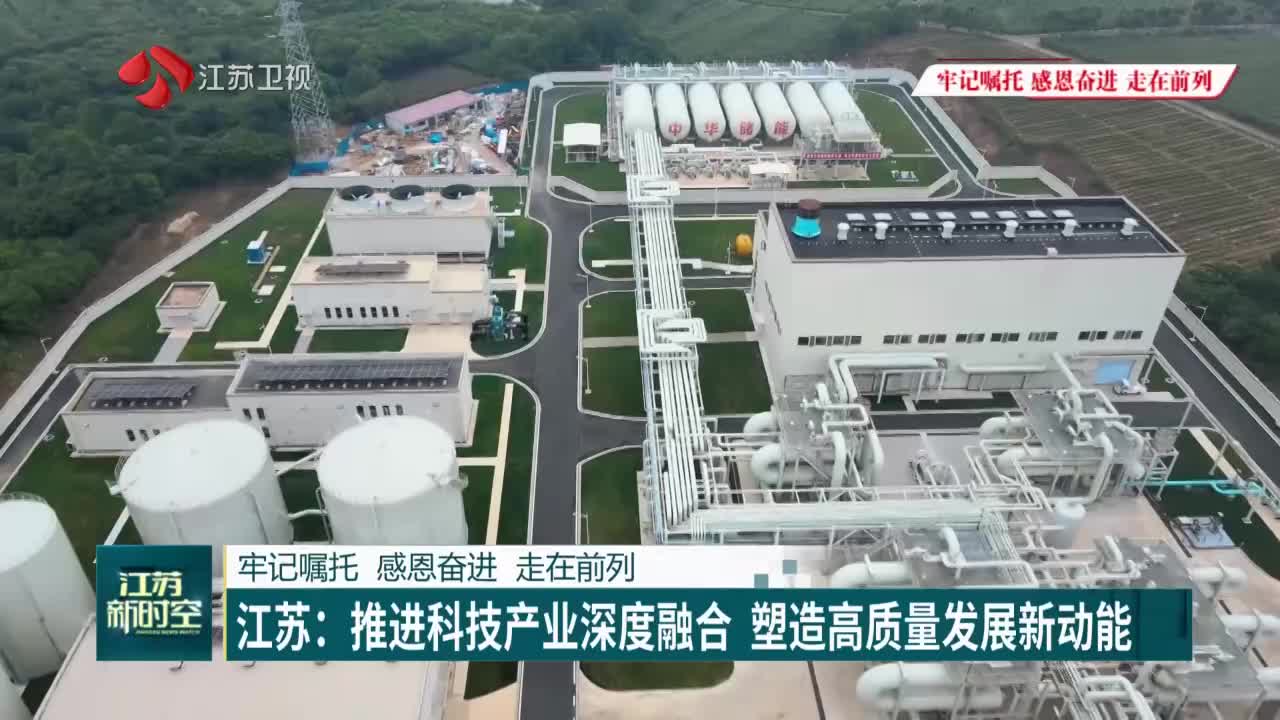 江苏卫视
牢记嘱托 感恩奋进 走在前列
中华储能
江苏
新时空
JIANGSU NEWS WATCH
牢记嘱托 感恩奋进 走在前列
江苏：推进科技产业深度融合 塑造高质量发展新动能